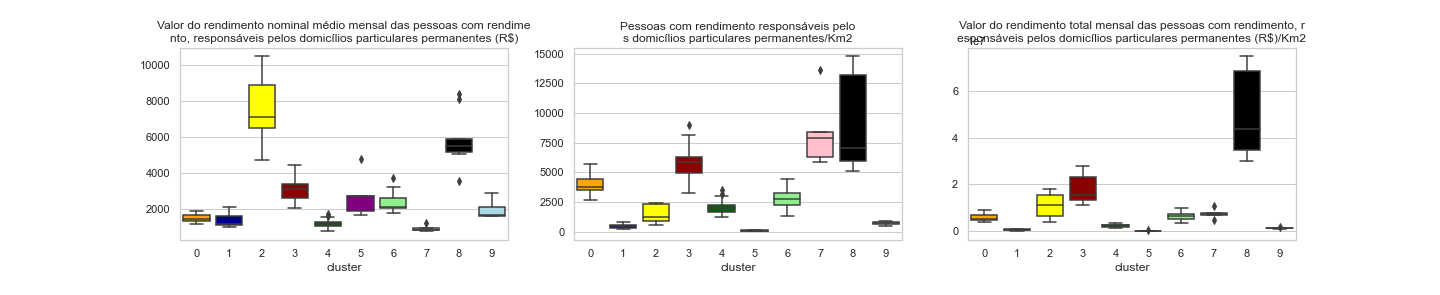 Valor do rendimento nominal médio mensal das pessoas com rendime
nto, responsáveis pelos domicílios particulares permanentes (R$)
10000
8000
6000
4000
2000
0 1 2 3 4 5 6 7 8 9
cluster
Pessoas com rendimento responsáveis pelo
s domicílios particulares permanentes/Km2
15000
12500
10000
7500
5000
2500
0
0 1 2 3 4 5 6 7 8 9
cluster
Valor do rendimento total mensal das pessoas com rendimento, r
esponsáveis pelos domicílios particulares permanentes (R$)/Km2
1e7
6
4
2
0
0 1 2 3 4 5 6 7 8 9
cluster